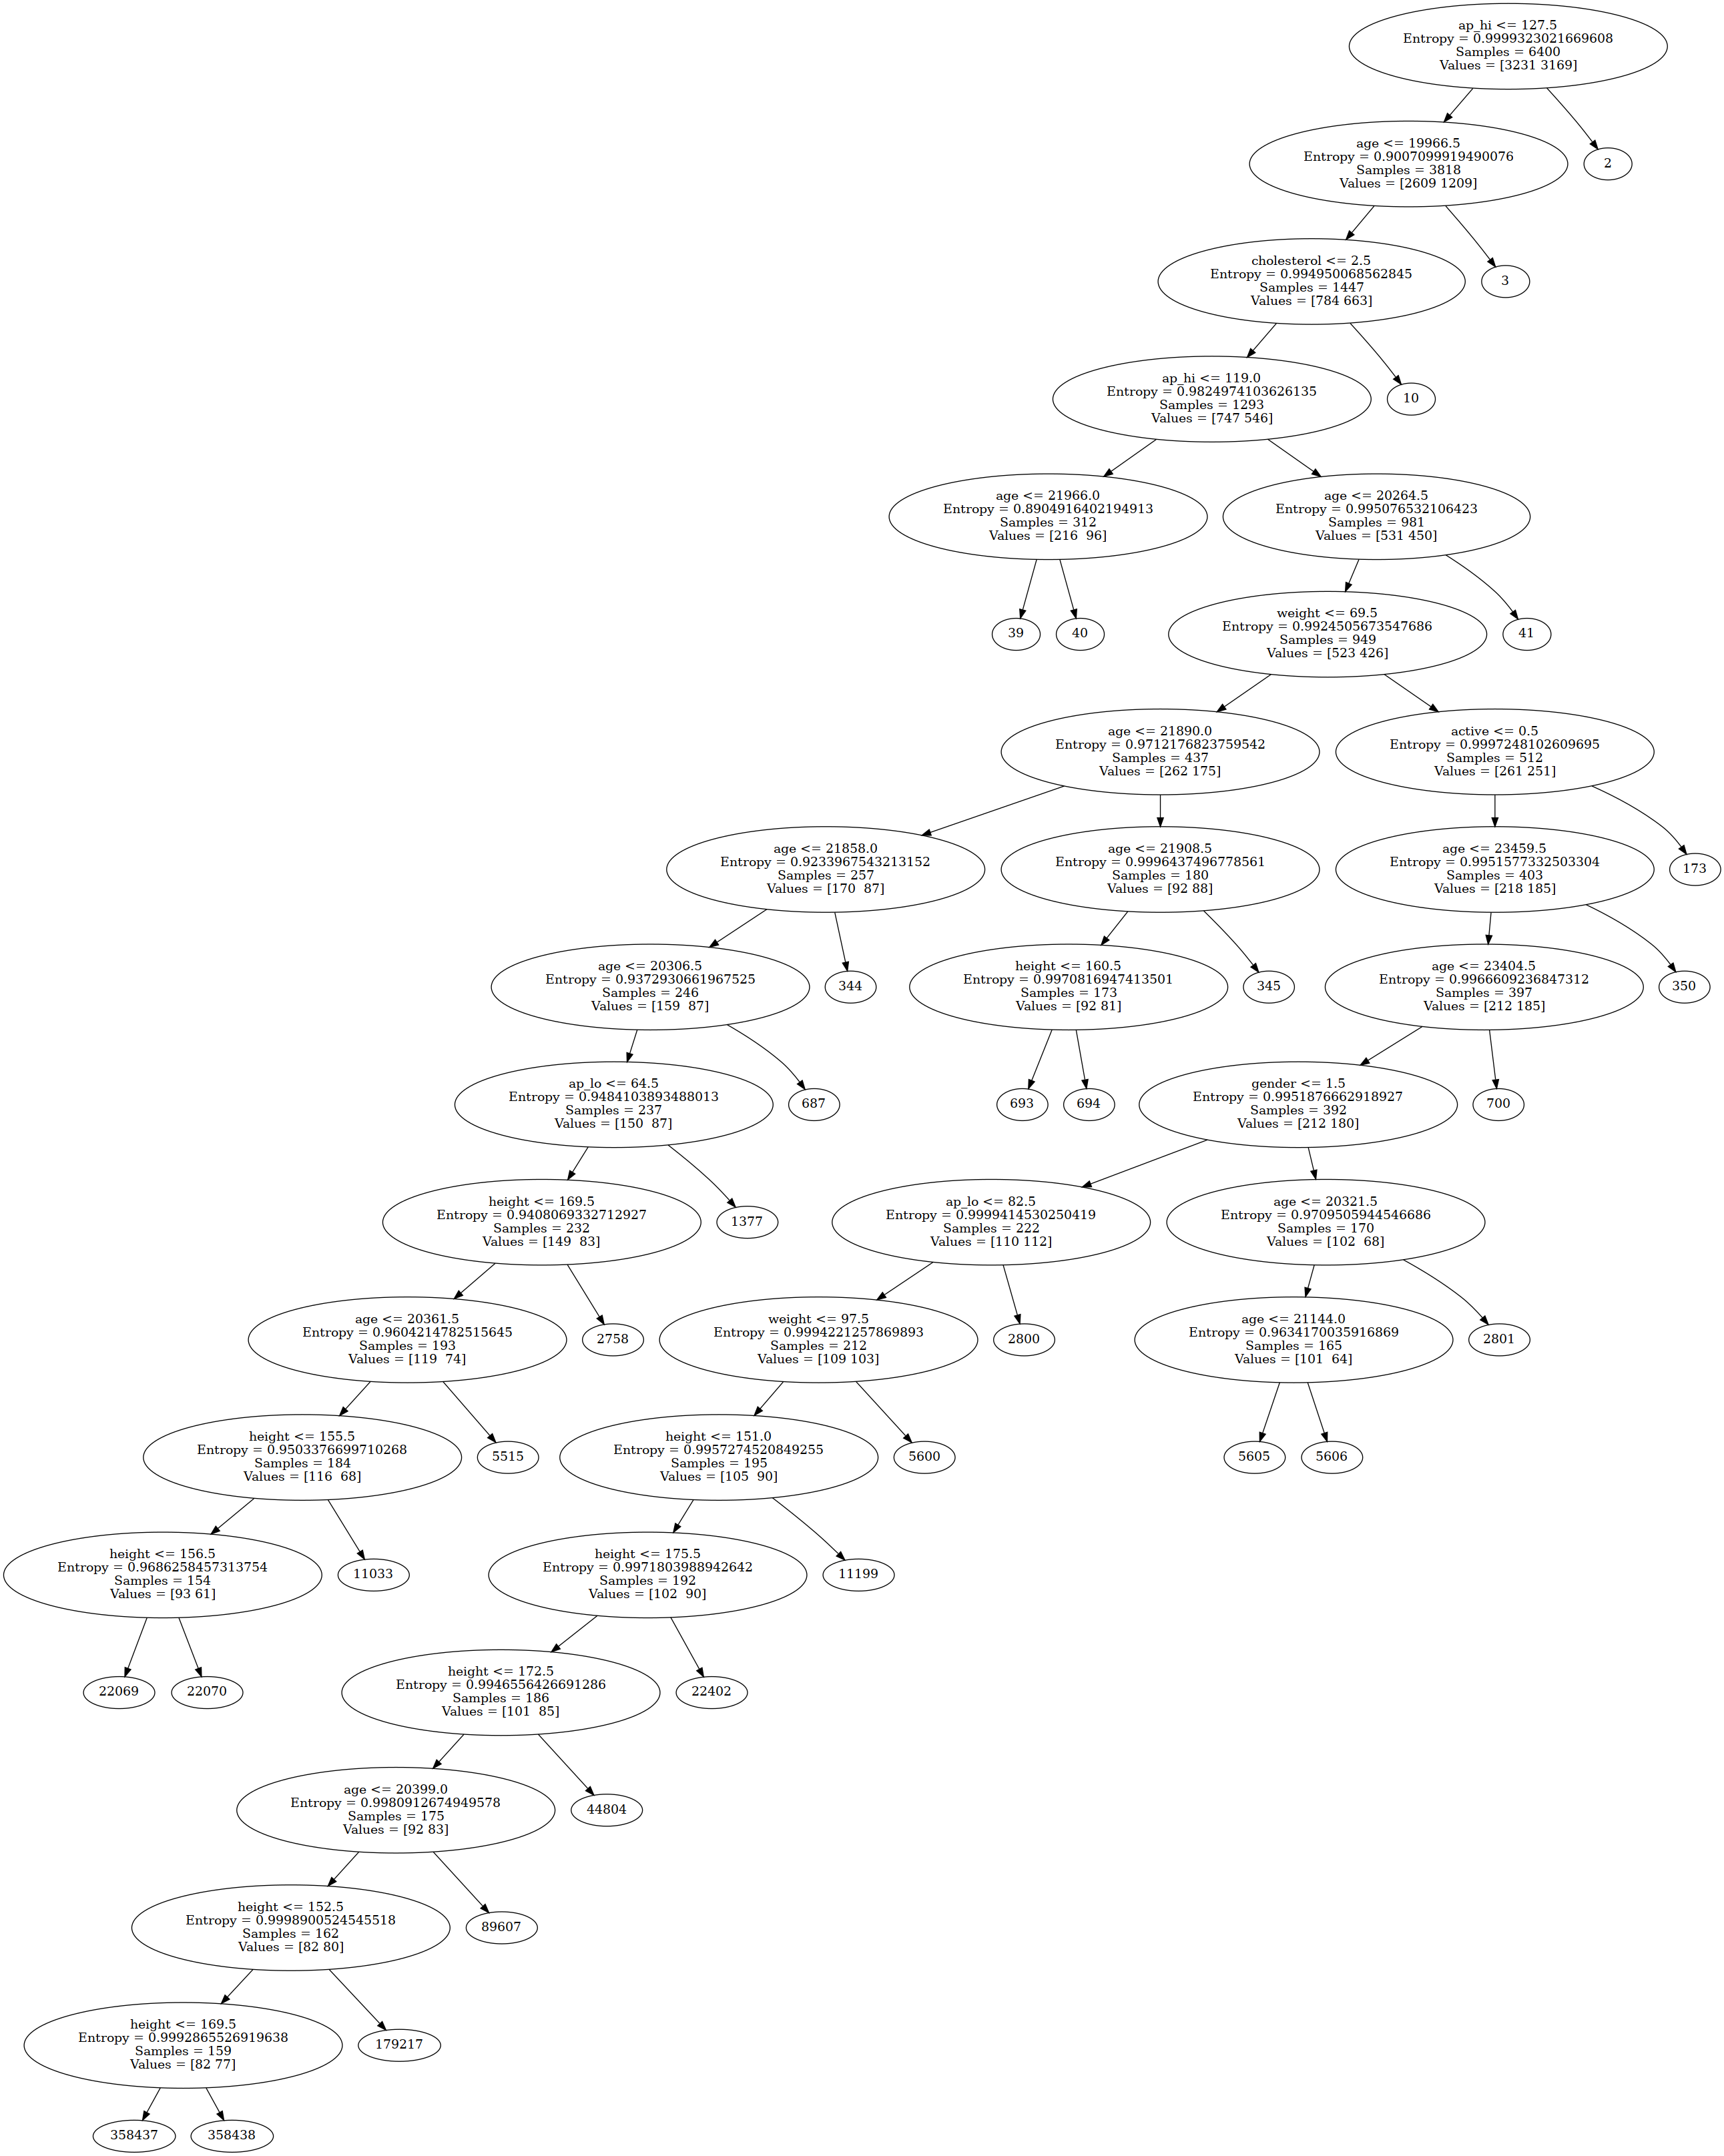 ap_hi <= 127.5
Entropy = 0.9999323021669608
Samples = 6400
Values = [3231 3169]
age <= 19966.5
Entropy = 0.9007099919490076
Samples = 3818
Values = [2609 1209]
2
cholesterol <= 2.5
Entropy = 0.994950068562845
Samples = 1447
Values = [784 663]
3
ap_hi <= 119.0
Entropy = 0.9824974103626135
Samples = 1293
Values = [747 546]
10
age <= 21966.0
Entropy = 0.8904916402194913
Samples = 312
Values = [216  96]
age <= 20264.5
Entropy = 0.995076532106423
Samples = 981
Values = [531 450]
39
40
weight <= 69.5
Entropy = 0.9924505673547686
Samples = 949
Values = [523 426]
41
age <= 21890.0
Entropy = 0.9712176823759542
Samples = 437
Values = [262 175]
active <= 0.5
Entropy = 0.9997248102609695
Samples = 512
Values = [261 251]
age <= 21858.0
Entropy = 0.9233967543213152
Samples = 257
Values = [170  87]
age <= 21908.5
Entropy = 0.9996437496778561
Samples = 180
Values = [92 88]
age <= 23459.5
Entropy = 0.9951577332503304
Samples = 403
Values = [218 185]
173
age <= 20306.5
Entropy = 0.9372930661967525
Samples = 246
Values = [159  87]
344
height <= 160.5
Entropy = 0.9970816947413501
Samples = 173
Values = [92 81]
345
age <= 23404.5
Entropy = 0.9966609236847312
Samples = 397
Values = [212 185]
350
ap_lo <= 64.5
Entropy = 0.9484103893488013
Samples = 237
Values = [150  87]
687
693
694
gender <= 1.5
Entropy = 0.9951876662918927
Samples = 392
Values = [212 180]
700
height <= 169.5
Entropy = 0.9408069332712927
Samples = 232
Values = [149  83]
1377
ap_lo <= 82.5
Entropy = 0.9999414530250419
Samples = 222
Values = [110 112]
age <= 20321.5
Entropy = 0.9709505944546686
Samples = 170
Values = [102  68]
age <= 20361.5
Entropy = 0.9604214782515645
Samples = 193
Values = [119  74]
2758
weight <= 97.5
Entropy = 0.9994221257869893
Samples = 212
Values = [109 103]
2800
age <= 21144.0
Entropy = 0.9634170035916869
Samples = 165
Values = [101  64]
2801
height <= 155.5
Entropy = 0.9503376699710268
Samples = 184
Values = [116  68]
5515
height <= 151.0
Entropy = 0.9957274520849255
Samples = 195
Values = [105  90]
5600
5605
5606
height <= 156.5
Entropy = 0.9686258457313754
Samples = 154
Values = [93 61]
11033
height <= 175.5
Entropy = 0.9971803988942642
Samples = 192
Values = [102  90]
11199
22069
22070
height <= 172.5
Entropy = 0.9946556426691286
Samples = 186
Values = [101  85]
22402
age <= 20399.0
Entropy = 0.9980912674949578
Samples = 175
Values = [92 83]
44804
height <= 152.5
Entropy = 0.9998900524545518
Samples = 162
Values = [82 80]
89607
height <= 169.5
Entropy = 0.9992865526919638
Samples = 159
Values = [82 77]
179217
358437
358438